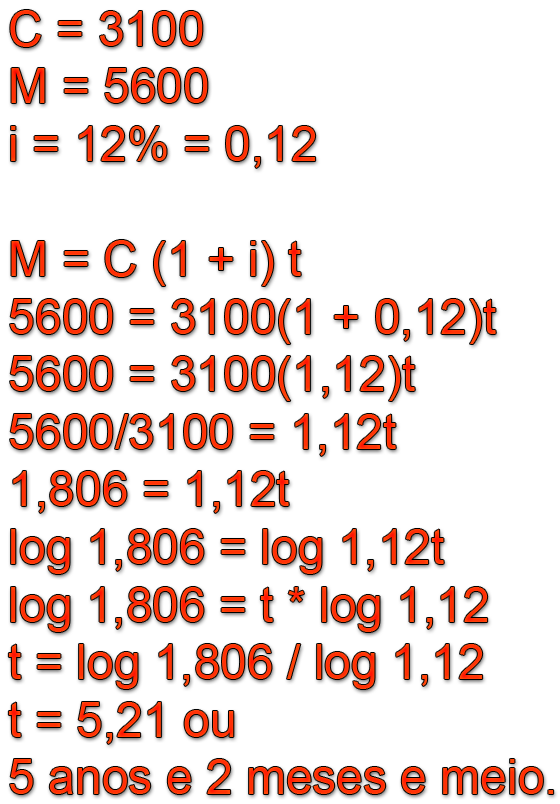 C = 3100
M = 5600
i = 12% = 0,12
M = C (1 + i) t
5600 = 3100(1 + 0,12)t
5600 = 3100(1,12)t
5600/3100 = 1,12t
1,806 = 1,12t
log 1,806 = log 1,12t
log 1,806 = t * log 1,12
t = log 1,806 / log 1,12
t = 5,21 ou
5 anos e 2 meses e meio.